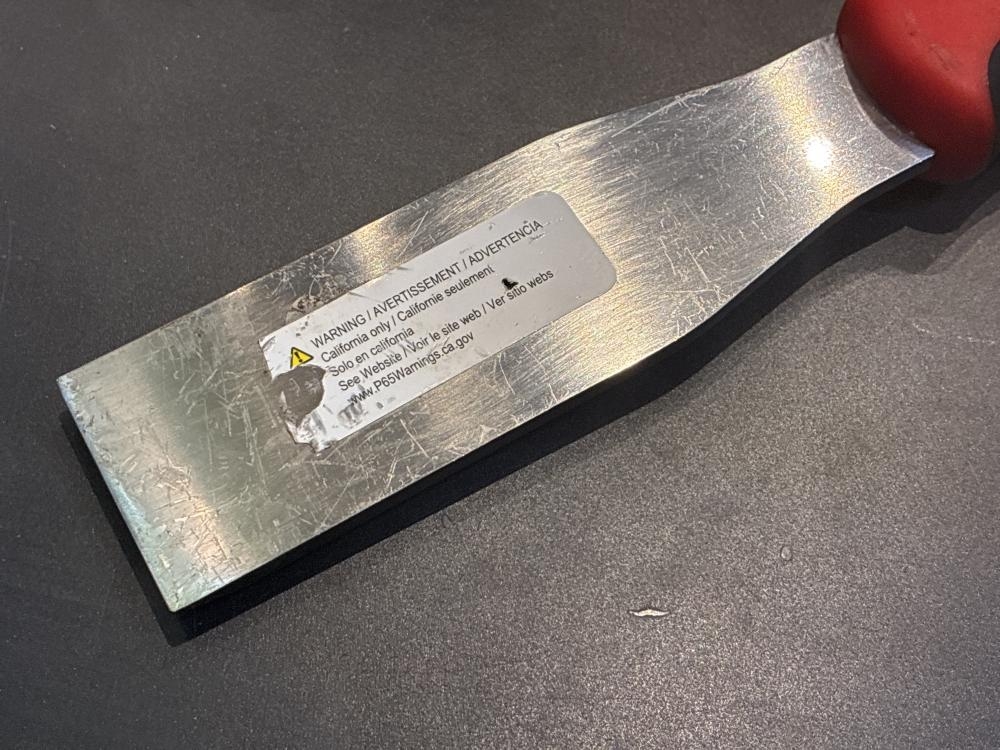 WARNING / AVERTISSEMENT / ADVERTENCIA
California only / Californie seulement
Solo en california
See Website / Voir le site web / Ver sitio webs
www.P65Warnings.ca.gov